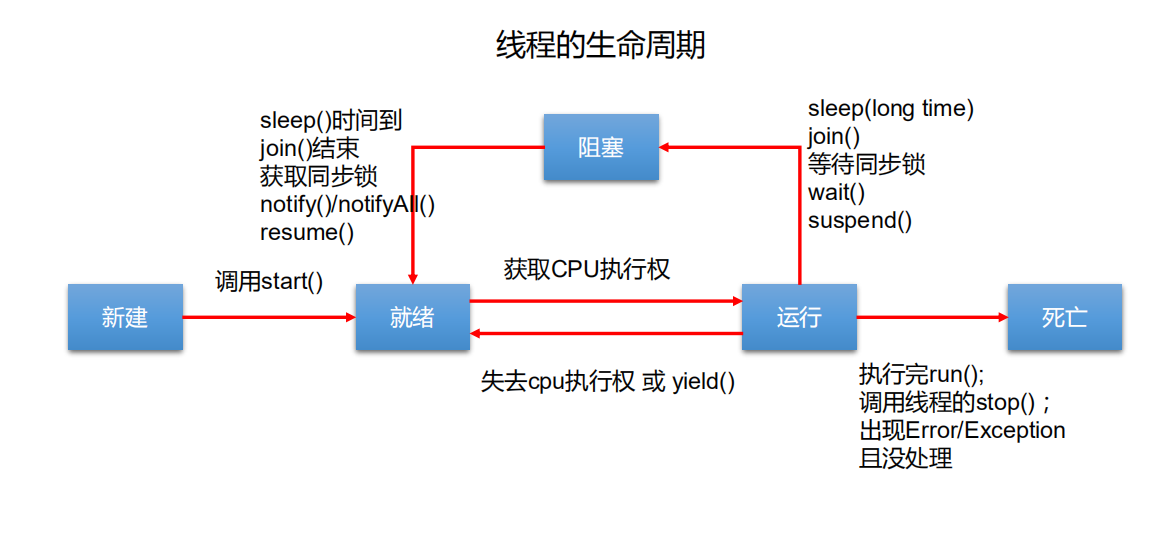 线程的生命周期
sleep()时间到
join()结束
获取同步锁
notify()/notifyAll()
resume()
阻塞
sleep(long time)
join()
等待同步锁
wait()
suspend()
调用start()
获取CPU执行权
新建
就绪
运行
死亡
失去cpu执行权 或 yield()
执行完run();
调用线程的stop() ;
出现Error/Exception
且没处理